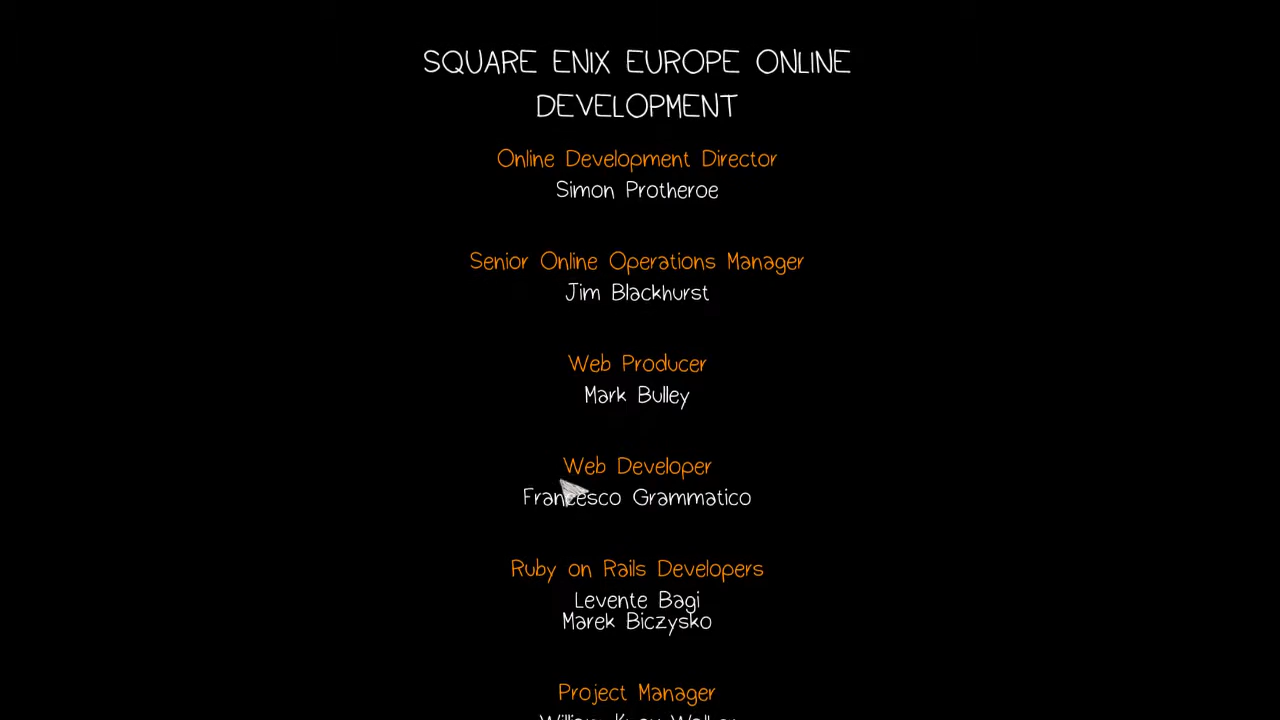 SQUARE ENIX EUROPE ONLINE
DEVELOPMENT
Online Development Director
Simon Protheroe
Senior Online Operations Manager
Jim Blackhurst
Web Producer
Mark Bulley
Web Developer
Francesco Grammatico
Ruby on Rails Developers
Levente Bagi
Marek Biczysko
Project Manager